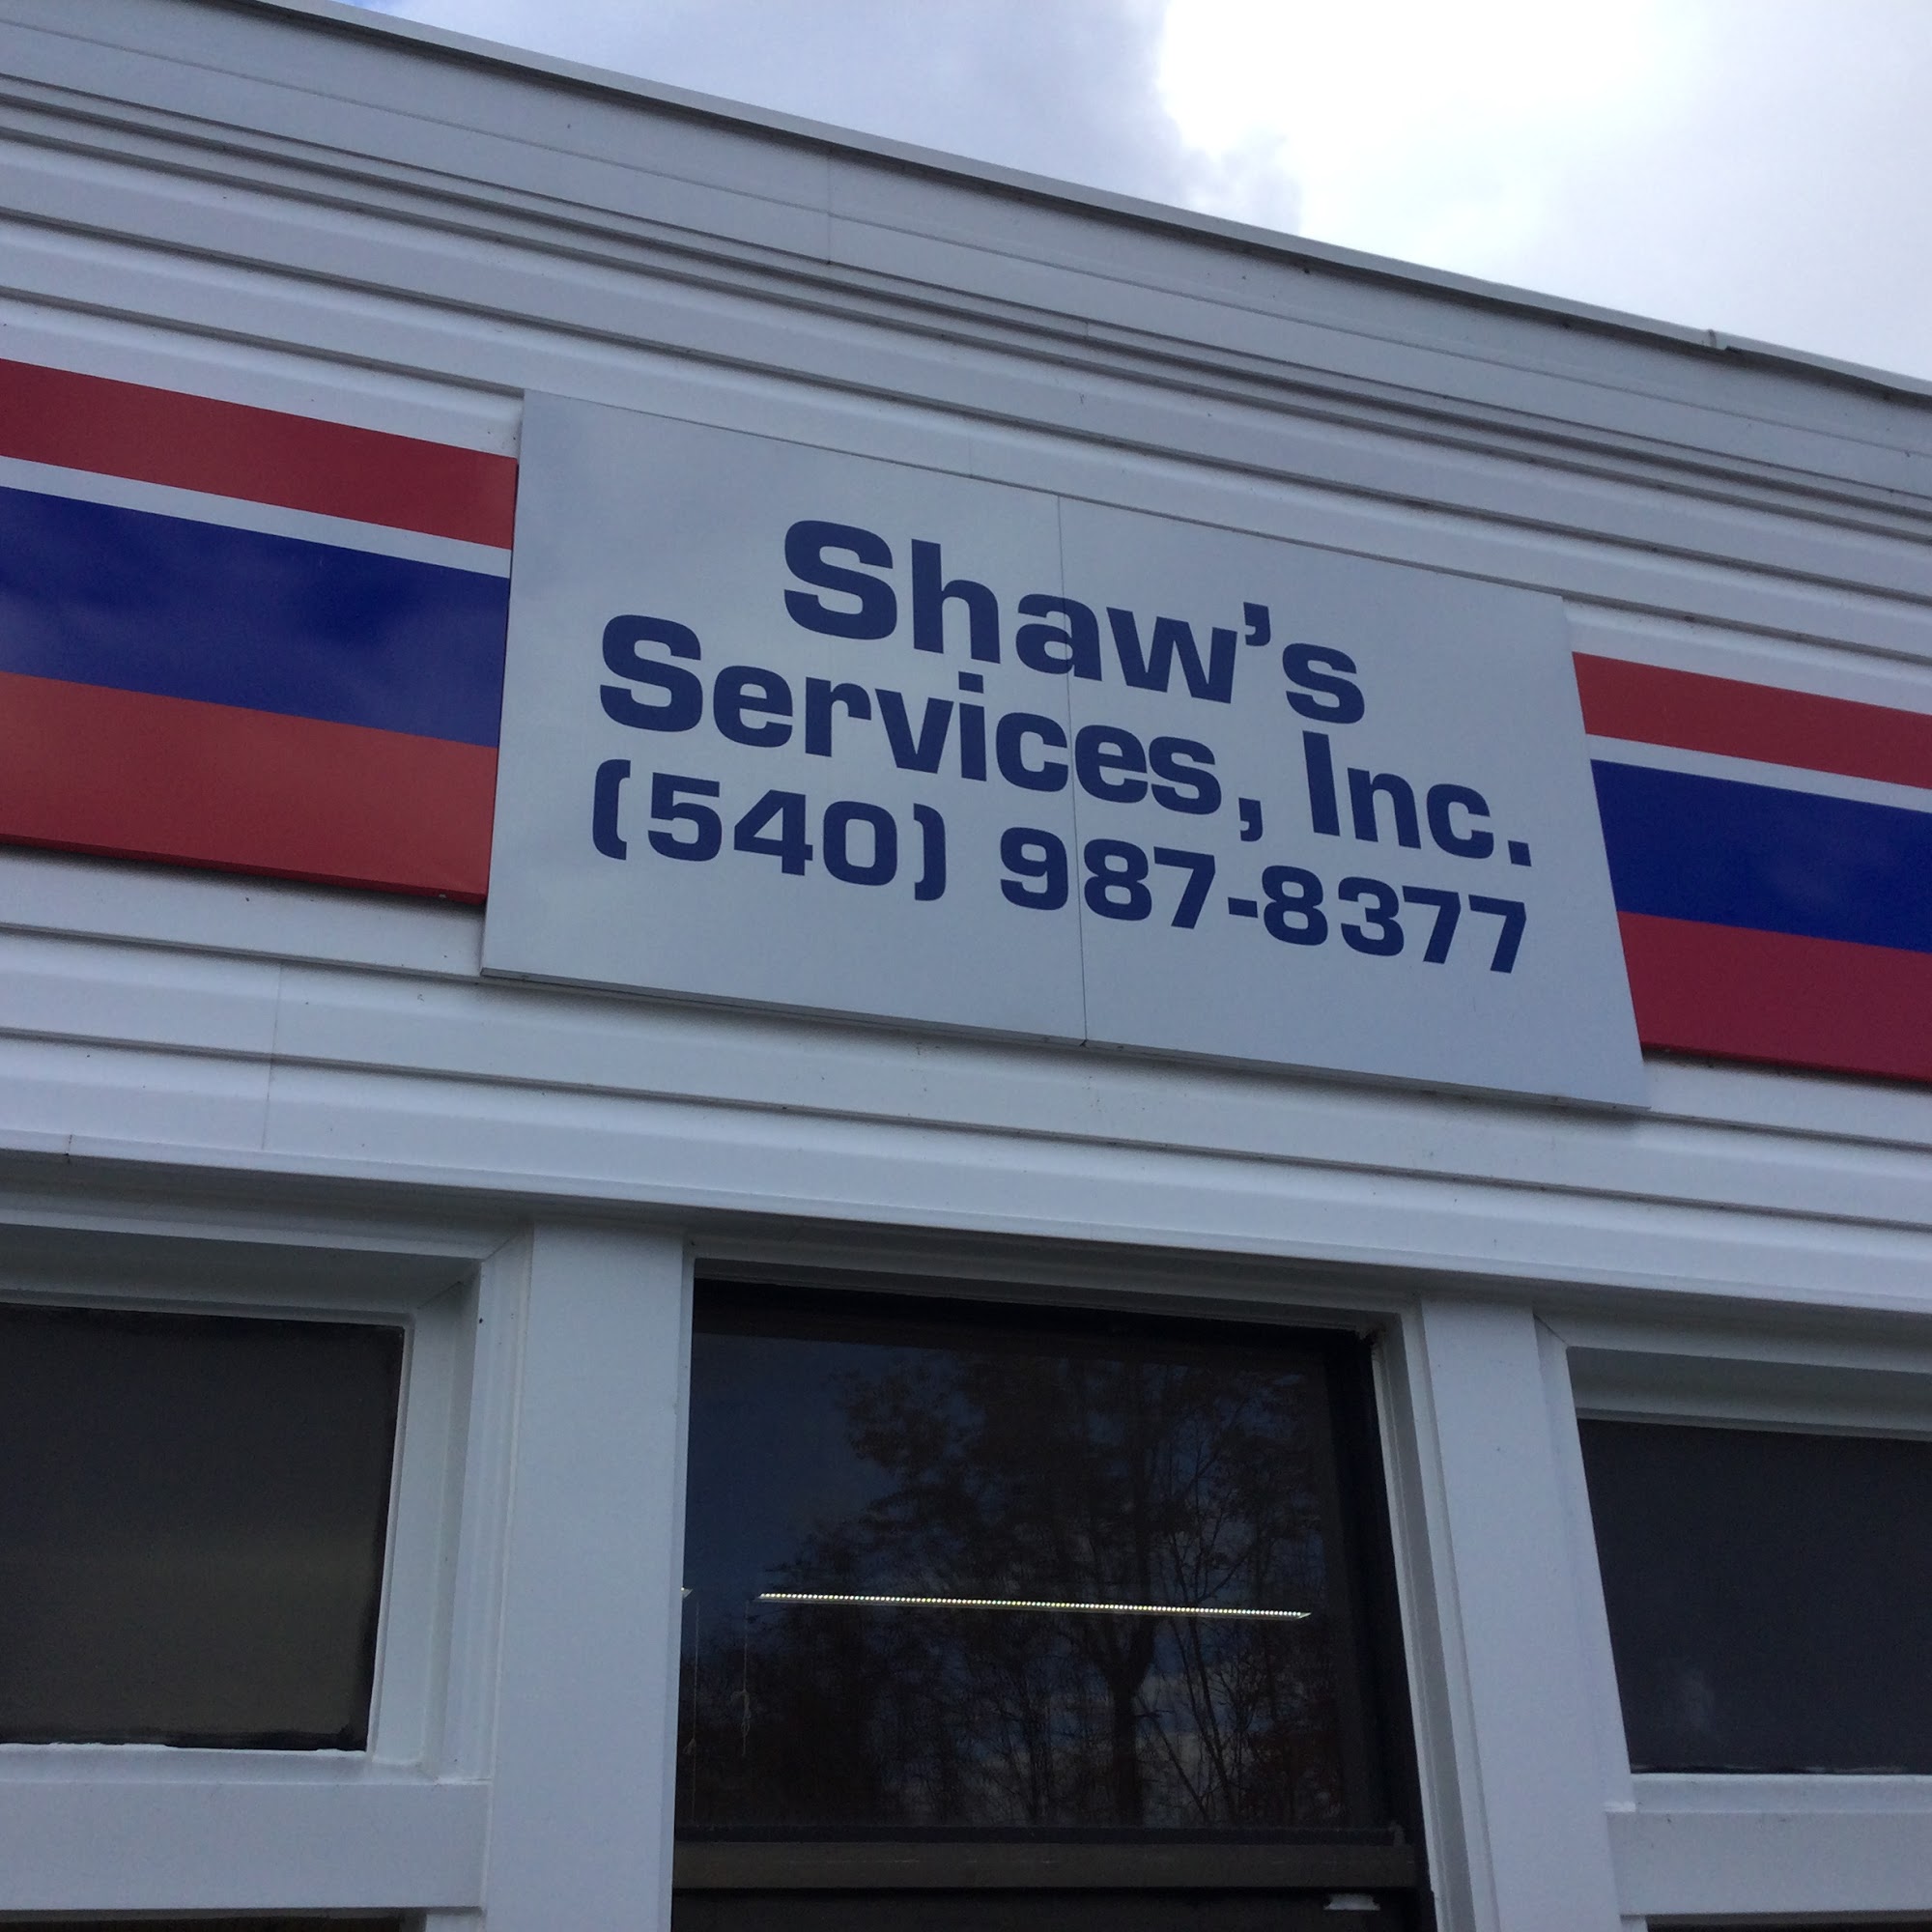 Shaw's
Services, Inc.
(540) 987-8377